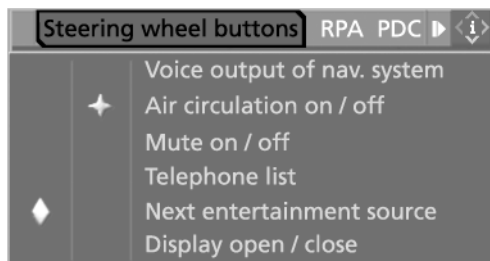 Steering wheel buttons RPA PDC i
Voice output of nav. system
Air circulation on / off
Mute on / off
Telephone list
Next entertainment source
Display open / close